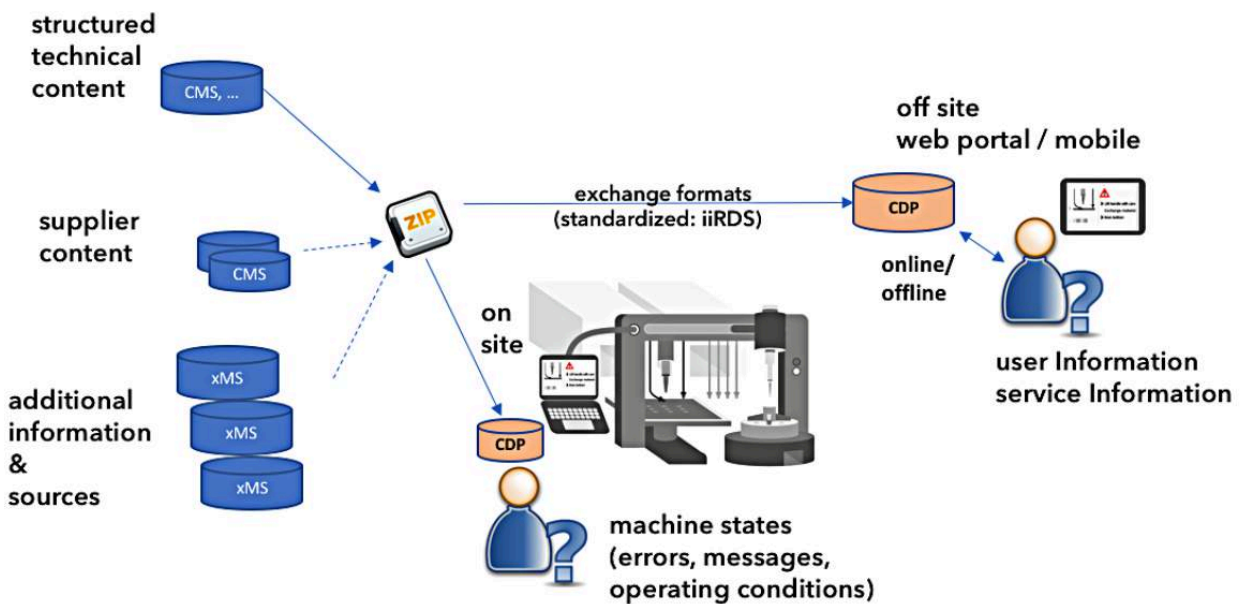 structured
technical
content
CMS, ...
off site
web portal / mobile
ZIP
exchange formats
(standardized: iiRDS)
CDP
supplier
content
CMS
online/
offline
on
site
user Information
service Information
xMS
xMS
xMS
additional
information
&
sources
CDP
machine states
(errors, messages,
operating conditions)